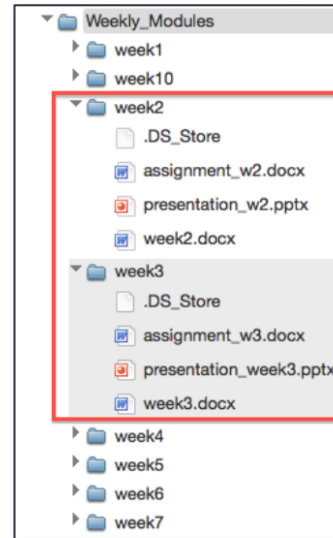 Weekly_Modules
week1
week10
week2
.DS_Store
assignment_w2.docx
presentation_w2.pptx
week2.docx
week3
.DS_Store
assignment_w3.docx
presentation_week3.pptx
week3.docx
week4
week5
week6
week7